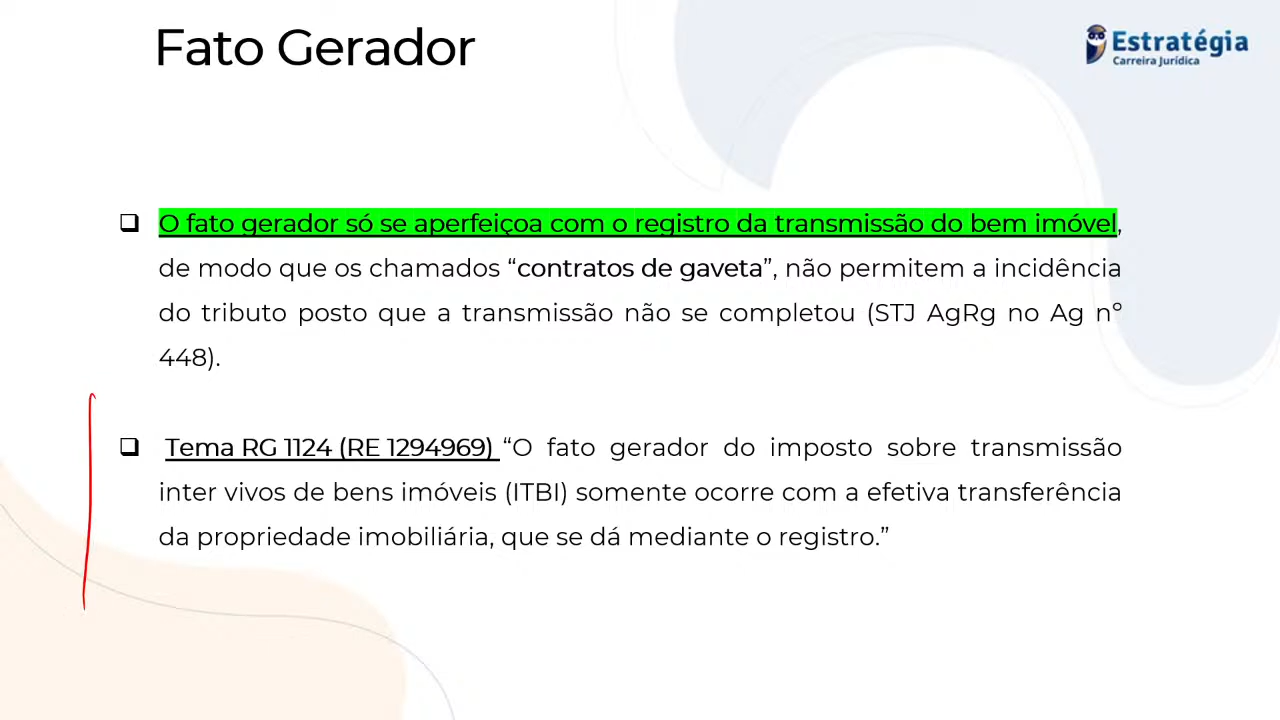 Fato Gerador
Estratégia
Carreira Jurídica
O fato gerador só se aperfeiçoa com o registro da transmissão do bem imóvel,
de modo que os chamados “contratos de gaveta”, não permitem a incidência
do tributo posto que a transmissão não se completou (STJ AgRg no Ag nº
448).
Tema RG 1124 (RE 1294969) “O fato gerador do imposto sobre transmissão
inter vivos de bens imóveis (ITBI) somente ocorre com a efetiva transferência
da propriedade imobiliária, que se dá mediante o registro.”